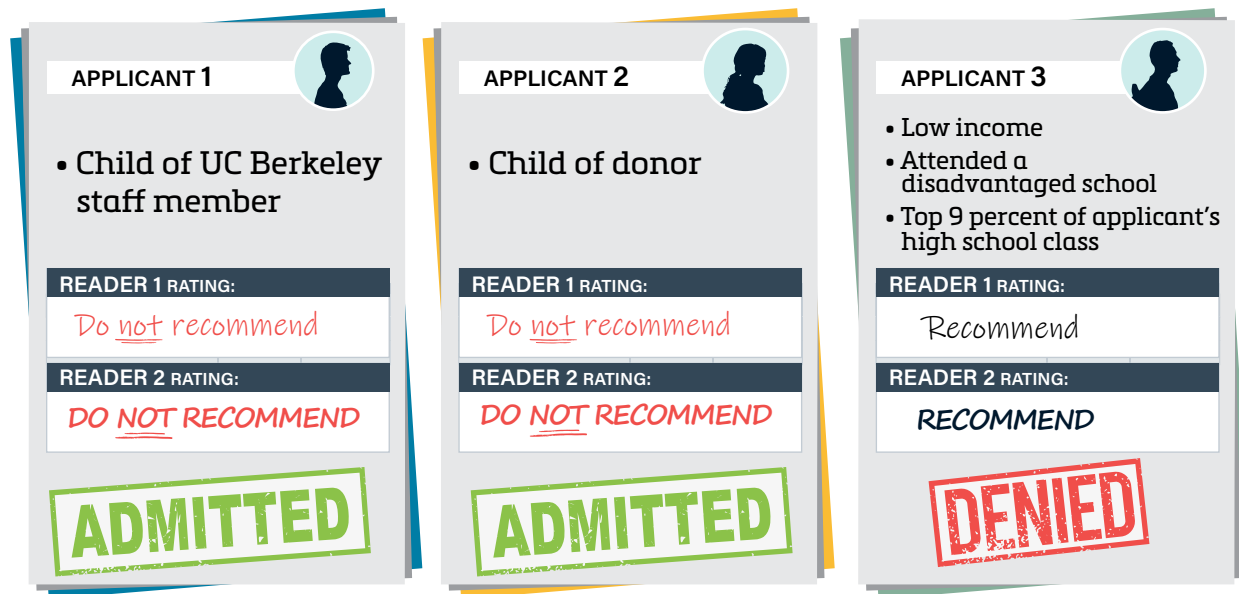 APPLICANT 1
• Child of UC Berkeley
staff member
READER 1 RATING:
Do not recommend
READER 2 RATING:
DO NOT RECOMMEND
ADMITTED
APPLICANT 2
• Child of donor
READER 1 RATING:
Do not recommend
READER 2 RATING:
DO NOT RECOMMEND
ADMITTED
APPLICANT 3
• Low income
• Attended a
disadvantaged school
• Top 9 percent of applicant's
high school class
READER 1 RATING:
Recommend
READER 2 RATING:
RECOMMEND
DENIED